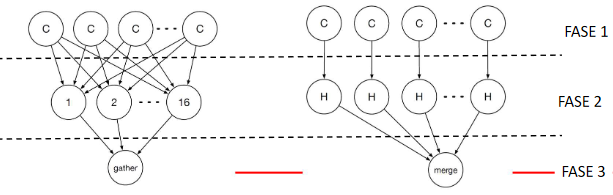 C C C C C C C C FASE 1
1 2 16 H H H H FASE 2
gather merge FASE 3